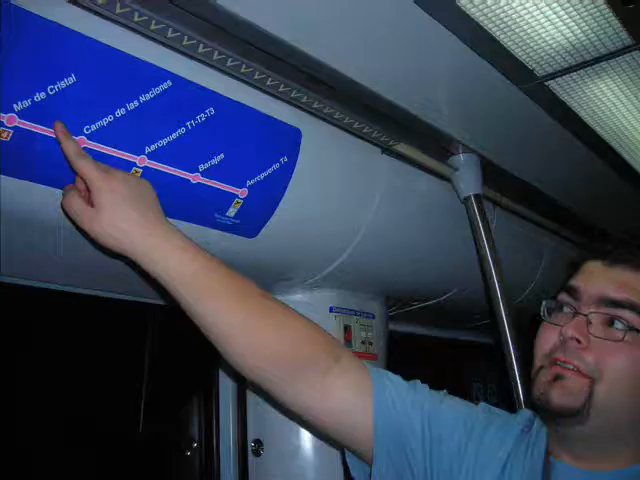 Mar de Cristal
Campo de las Naciones
Aeropuerto T1-T2-T3
Barajas
Aeropuerto T4